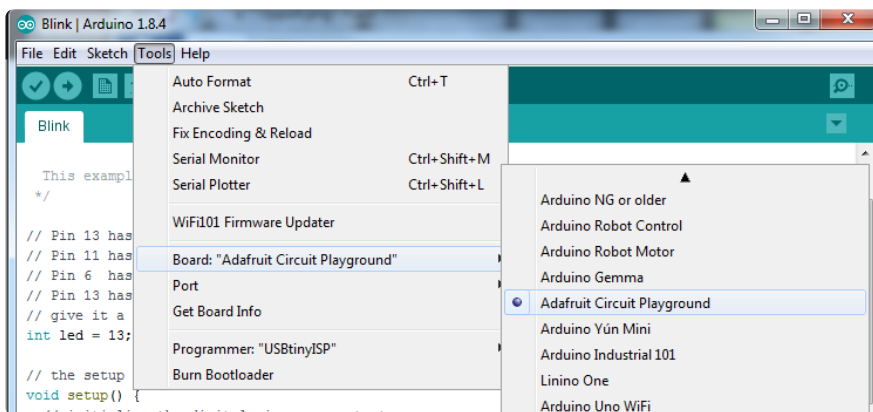 Blink | Arduino 1.8.4
File Edit Sketch Tools Help
Blink
This exampl
*/
// Pin 13 has
// Pin 11 has
// Pin 6 has
// Pin 13 has
// give it a
int led = 13;
// the setup
void setup() {
Auto Format Ctrl+T
Archive Sketch
Fix Encoding & Reload
Serial Monitor Ctrl+Shift+M
Serial Plotter Ctrl+Shift+L
WiFi101 Firmware Updater
Board: "Adafruit Circuit Playground"
Port
Get Board Info
Programmer: "USBtinyISP"
Burn Bootloader
Arduino NG or older
Arduino Robot Control
Arduino Robot Motor
Arduino Gemma
Adafruit Circuit Playground
Arduino Yún Mini
Arduino Industrial 101
Linino One
Arduino Uno WiFi